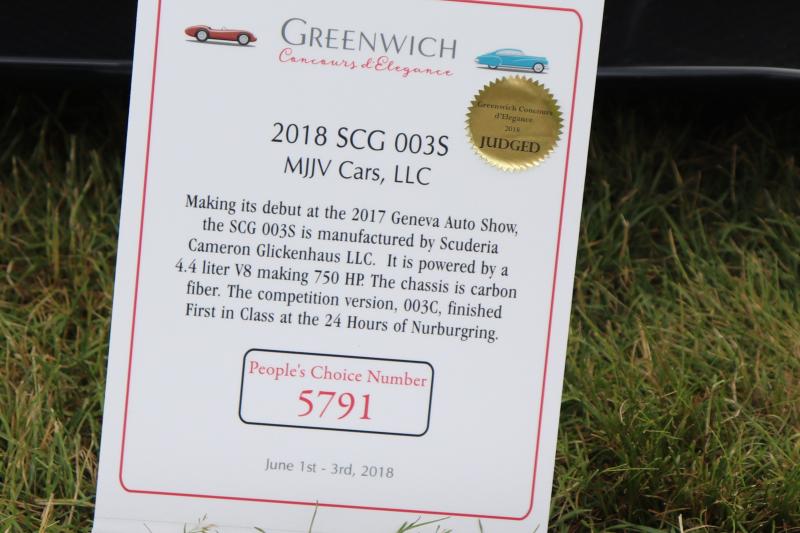 GREENWICH
Concours d'Elegance
Greenwich Concours
d'Elegance
2018
JUDGED
2018 SCG 003S
MJJV Cars, LLC
Making its debut at the 2017 Geneva Auto Show,
the SCG 003S is manufactured by Scuderia
Cameron Glickenhaus LLC. It is powered by a
4.4 liter V8 making 750 HP. The chassis is carbon
fiber. The competition version, 003C, finished
First in Class at the 24 Hours of Nurburgring.
People's Choice Number
5791
June 1st - 3rd, 2018